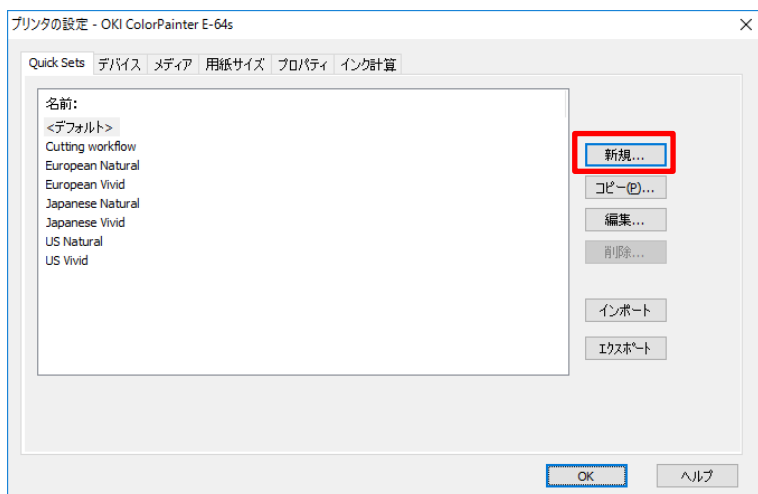 プリンタの設定 - OKI ColorPainter E-64s
Quick Sets デバイス メディア 用紙サイズ プロパティ インク計算
名前:
<デフォルト>
Cutting workflow
European Natural
European Vivid
Japanese Natural
Japanese Vivid
US Natural
US Vivid
新規...
コピー(P)...
編集...
削除...
インポート
エクスポート
OK ヘルプ